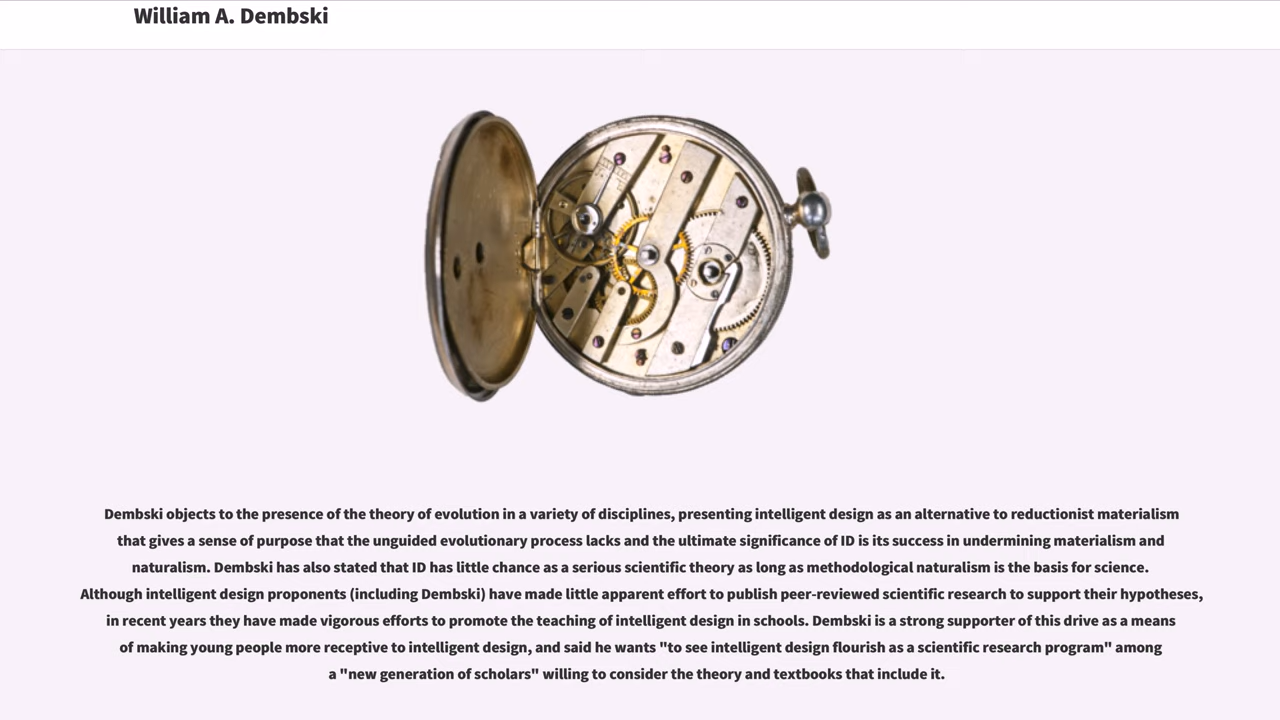 William A. Dembski
Dembski objects to the presence of the theory of evolution in a variety of disciplines, presenting intelligent design as an alternative to reductionist materialism
that gives a sense of purpose that the unguided evolutionary process lacks and the ultimate significance of ID is its success in undermining materialism and
naturalism. Dembski has also stated that ID has little chance as a serious scientific theory as long as methodological naturalism is the basis for science.
Although intelligent design proponents (including Dembski) have made little apparent effort to publish peer-reviewed scientific research to support their hypotheses,
in recent years they have made vigorous efforts to promote the teaching of intelligent design in schools. Dembski is a strong supporter of this drive as a means
of making young people more receptive to intelligent design, and said he wants "to see intelligent design flourish as a scientific research program" among
a "new generation of scholars" willing to consider the theory and textbooks that include it.